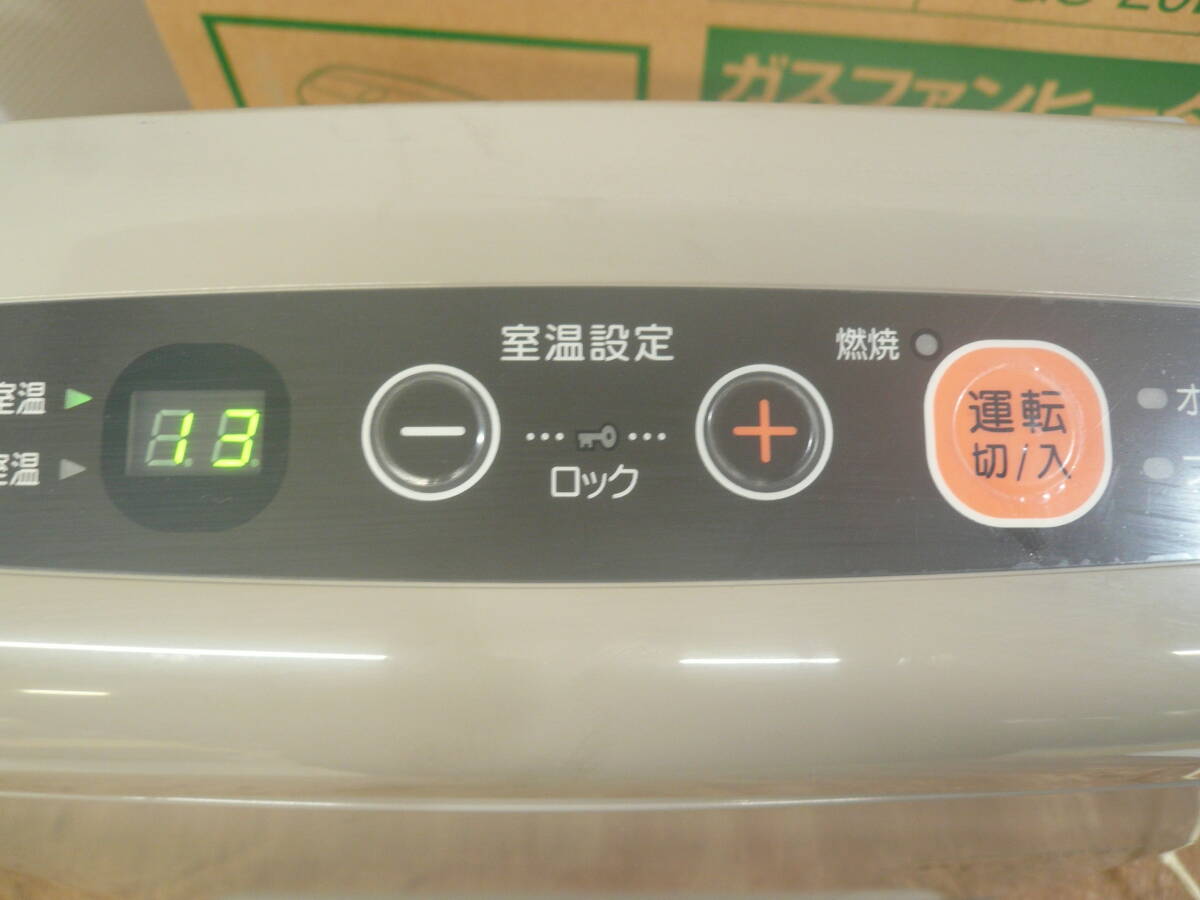 ガスファンヒータ
室温設定
燃焼
室温
13
−
+
運転
切/入
室温
ロック